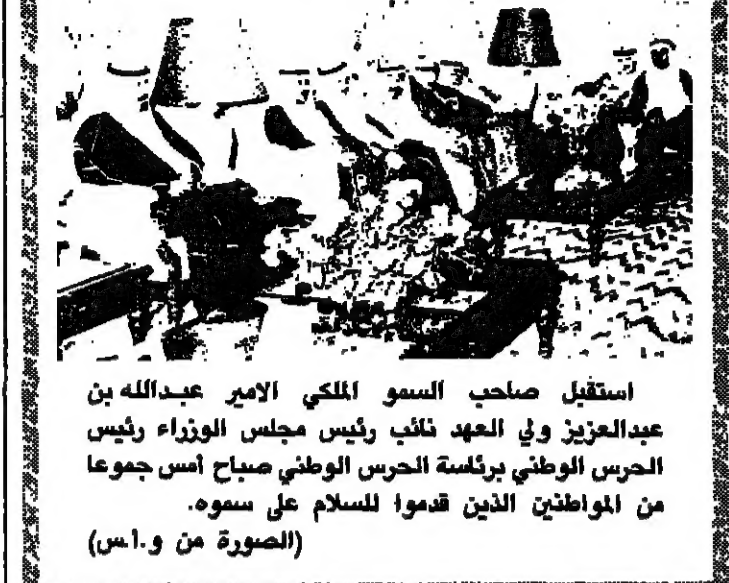 استقبل صاحب السمو الملكي الامير عبدالله بن
عبدالعزيز ولي العهد نائب رئيس مجلس الوزراء رئيس
الحرس الوطني برئاسة الحرس الوطني صباح أمس جموعا
من المواطنين الذين قدموا للسلام على سموه.
(الصورة من و.ا.س)